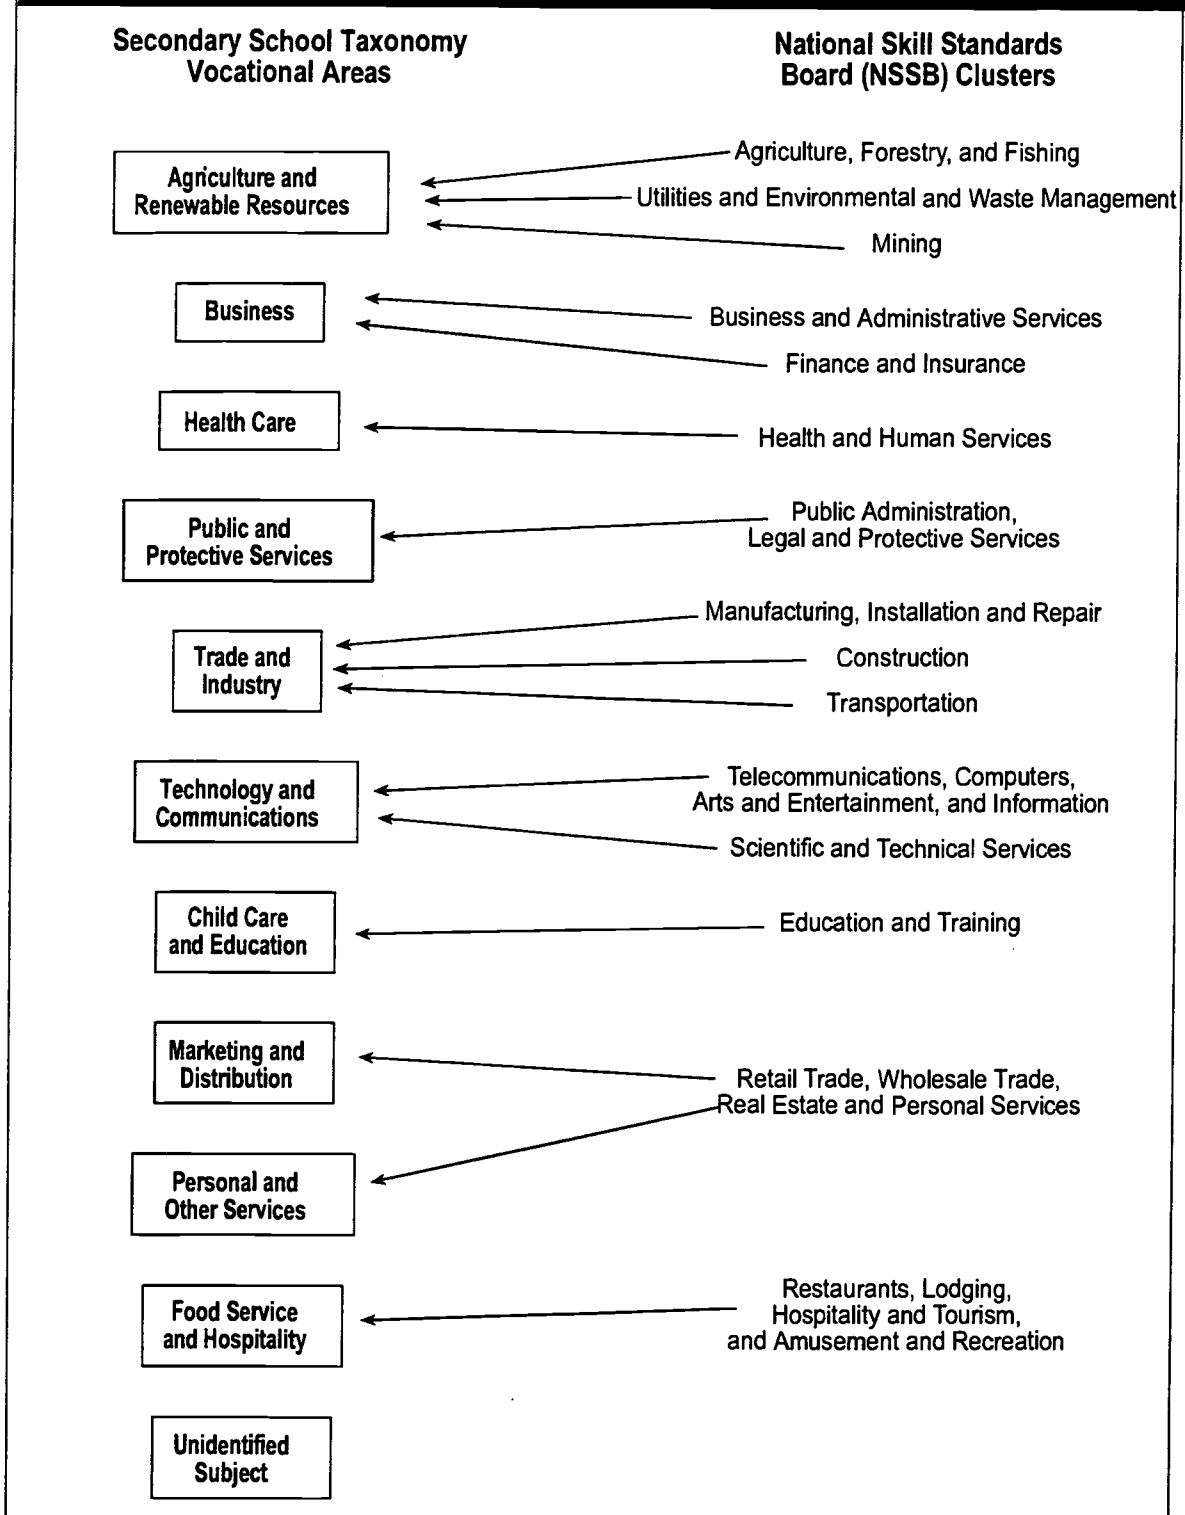 Secondary School Taxonomy
Vocational Areas
National Skill Standards
Board (NSSB) Clusters
Agriculture and
Renewable Resources
Agriculture, Forestry, and Fishing
Utilities and Environmental and Waste Management
Mining
Business
Business and Administrative Services
Finance and Insurance
Health Care
Health and Human Services
Public and
Protective Services
Public Administration,
Legal and Protective Services
Trade and
Industry
Manufacturing, Installation and Repair
Construction
Transportation
Technology and
Communications
Telecommunications, Computers,
Arts and Entertainment, and Information
Scientific and Technical Services
Child Care
and Education
Education and Training
Marketing and
Distribution
Retail Trade, Wholesale Trade,
Real Estate and Personal Services
Personal and
Other Services
Food Service
and Hospitality
Restaurants, Lodging,
Hospitality and Tourism,
and Amusement and Recreation
Unidentified
Subject